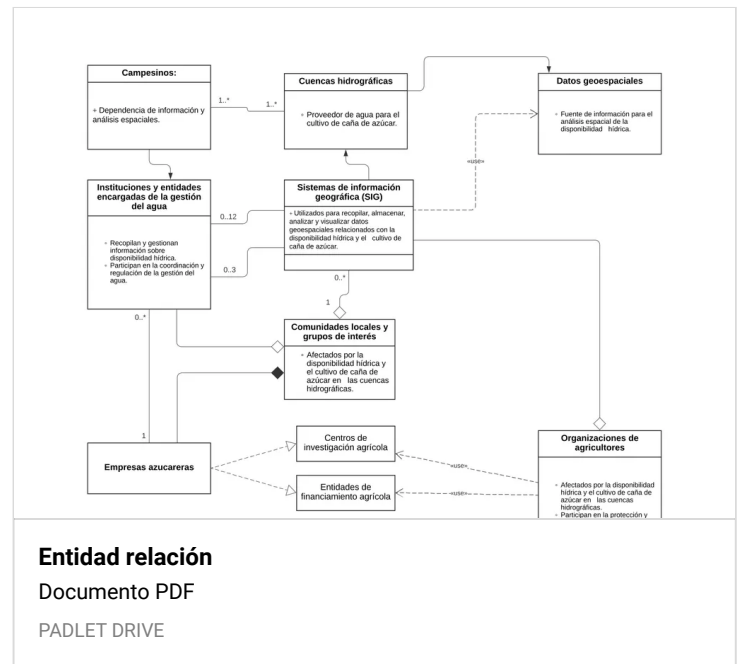 Campesinos:
+ Dependencia de información y
análisis espaciales.
1..*
1..*
Cuencas hidrográficas
+ Proveedor de agua para el
cultivo de caña de azúcar.
Datos geoespaciales
+ Fuente de información para el
análisis espacial de la
disponibilidad hídrica.
«use»
Instituciones y entidades
encargadas de la gestión
del agua
+ Recopilan y gestionan
información sobre
disponibilidad hídrica.
+ Participan en la coordinación y
regulación de la gestión del
agua.
0..12
0..3
Sistemas de información
geográfica (SIG)
+ Utilizados para recopilar, almacenar,
analizar y visualizar datos
geoespaciales relacionados con la
disponibilidad hídrica y el cultivo de
caña de azúcar.
0..*
1
0..*
1
Comunidades locales y
grupos de interés
+ Afectados por la
disponibilidad hídrica y
el cultivo de caña de
azúcar en las cuencas
hidrográficas.
Empresas azucareras
Centros de
investigación agrícola
Entidades de
financiamiento agrícola
«use»
«use»
Organizaciones de
agricultores
+ Afectados por la disponibilidad
hídrica y el cultivo de caña de
azúcar en las cuencas
hidrográficas.
+ Participan en la protección y
Entidad relación
Documento PDF
PADLET DRIVE